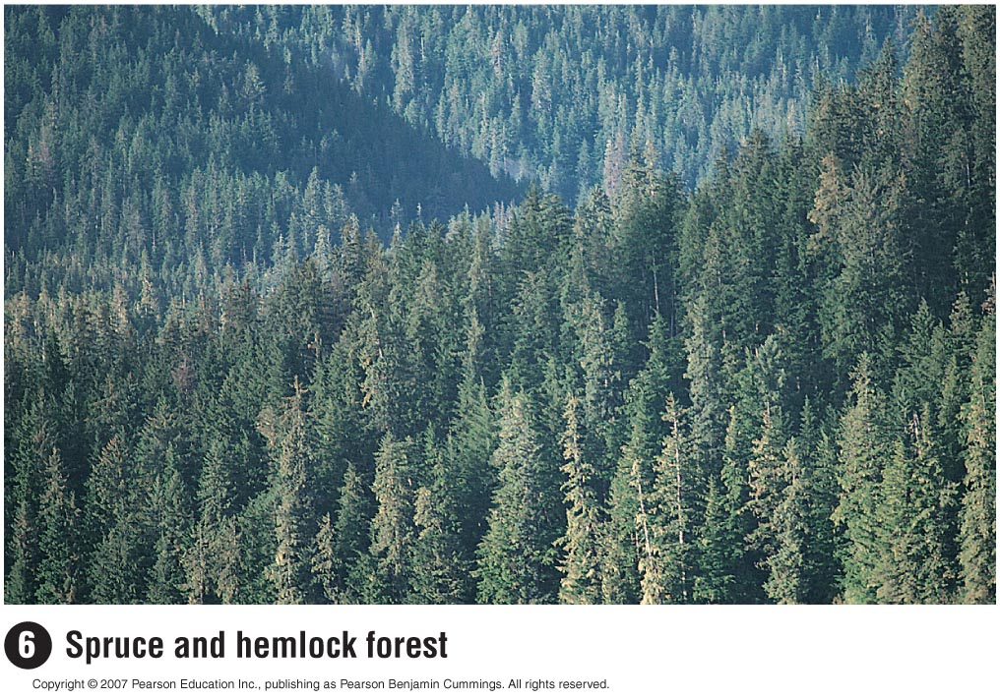 6 Spruce and hemlock forest
Copyright © 2007 Pearson Education Inc., publishing as Pearson Benjamin Cummings. All rights reserved.